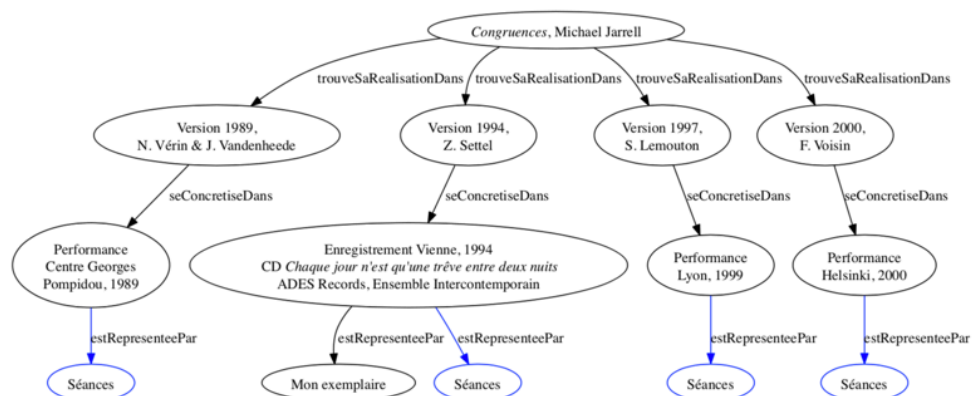 Congruences, Michael Jarrell
trouveSaRealisationDans
trouveSaRealisationDans
trouveSaRealisationDans
trouveSaRealisationDans
Version 1989,
N. Vérin & J. Vandenheede
Version 1994,
Z. Settel
Version 1997,
S. Lemouton
Version 2000,
F. Voisin
seConcretiseDans
seConcretiseDans
seConcretiseDans
seConcretiseDans
Performance
Centre Georges
Pompidou, 1989
Enregistrement Vienne, 1994
CD Chaque jour n'est qu'une trêve entre deux nuits
ADES Records, Ensemble Intercontemporain
Performance
Lyon, 1999
Performance
Helsinki, 2000
estRepresenteePar
estRepresenteePar
estRepresenteePar
estRepresenteePar
estRepresenteePar
Séances
Mon exemplaire
Séances
Séances
Séances